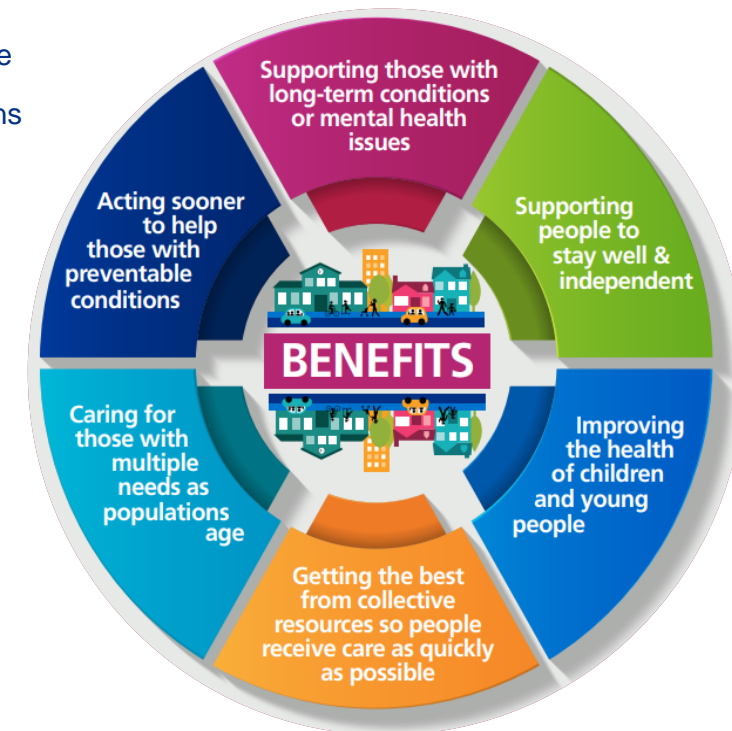 e
ns
Supporting those with
long-term conditions
or mental health
issues
Supporting
people to
stay well &
independent
Improving
the health
of children
and young
people
Getting the best
from collective
resources so people
receive care as quickly
as possible
Caring for
those with
multiple
needs as
populations
age
Acting sooner
to help
those with
preventable
conditions
BENEFITS